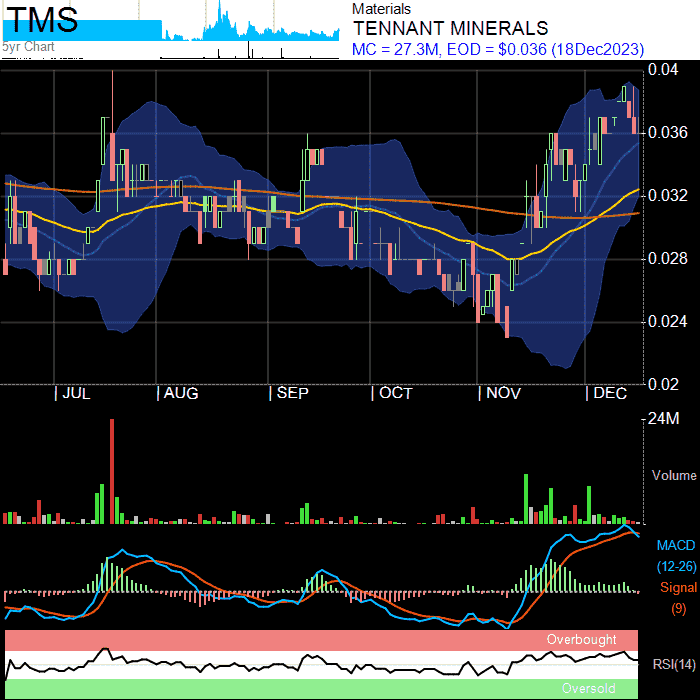 TMS
5yr Chart
Materials
TENNANT MINERALS
MC = 27.3M, EOD = $0.036 (18Dec2023)
0.04
0.036
0.032
0.028
0.024
0.02
JUL
AUG
SEP
OCT
NOV
DEC
24M
Volume
MACD
(12-26)
Signal
(9)
Overbought
RSI(14)
Oversold